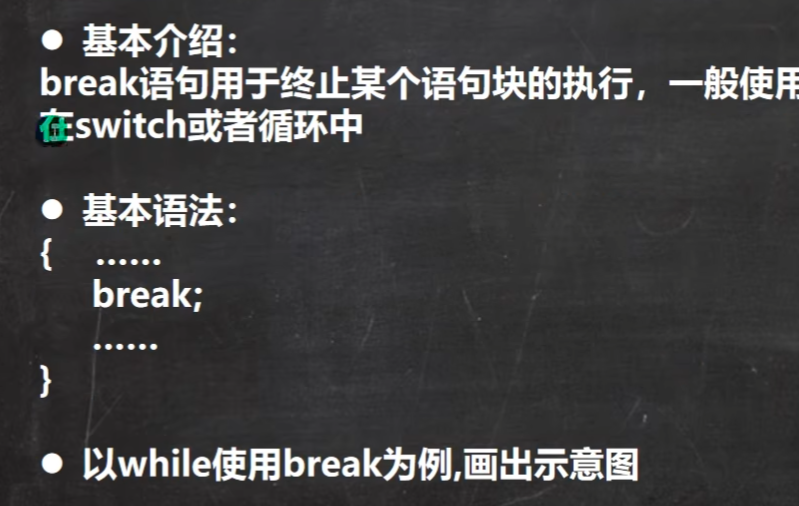 ● 基本介绍：
break语句用于终止某个语句块的执行，一般使用
在switch或者循环中
● 基本语法：
{ ......
break;
......
}
● 以while使用break为例,画出示意图